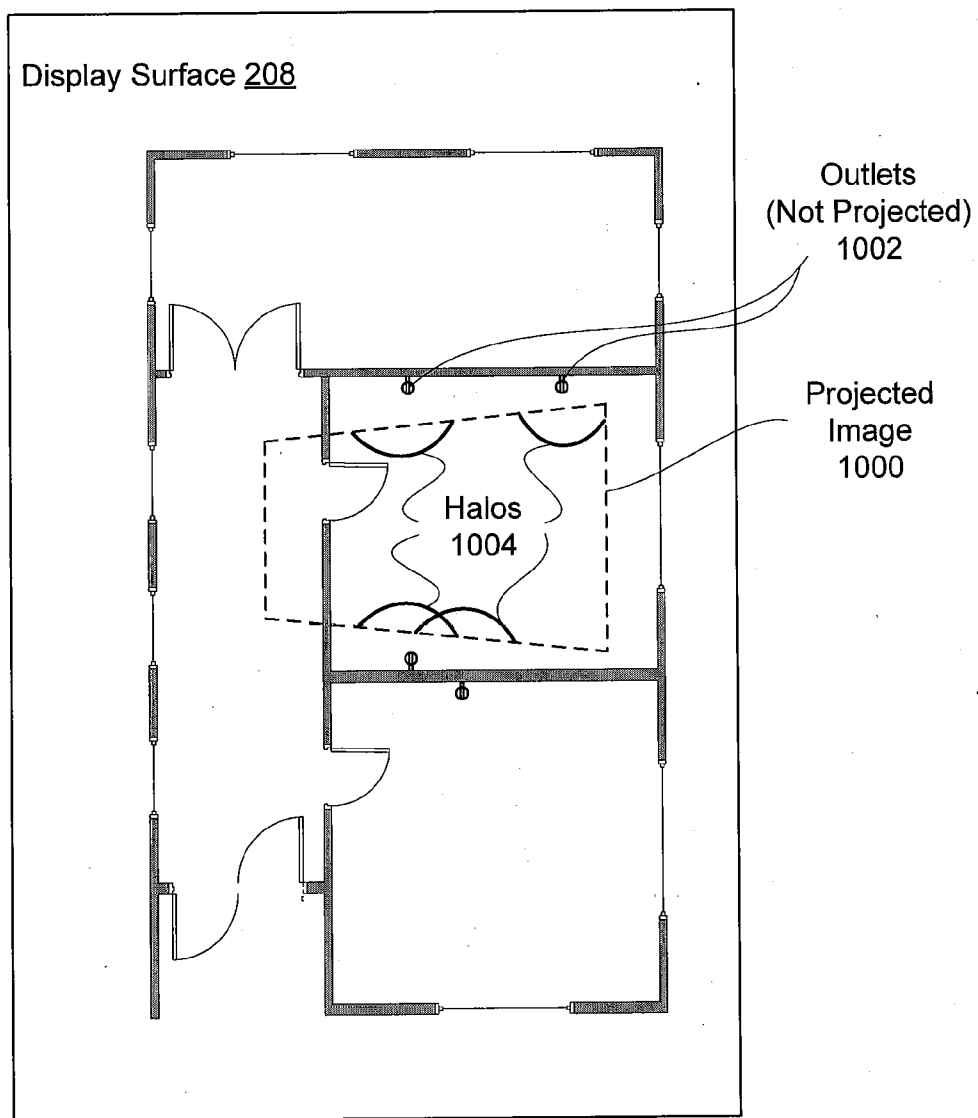 Display Surface 208
Outlets
(Not Projected)
1002
Projected
Image
1000
Halos
1004